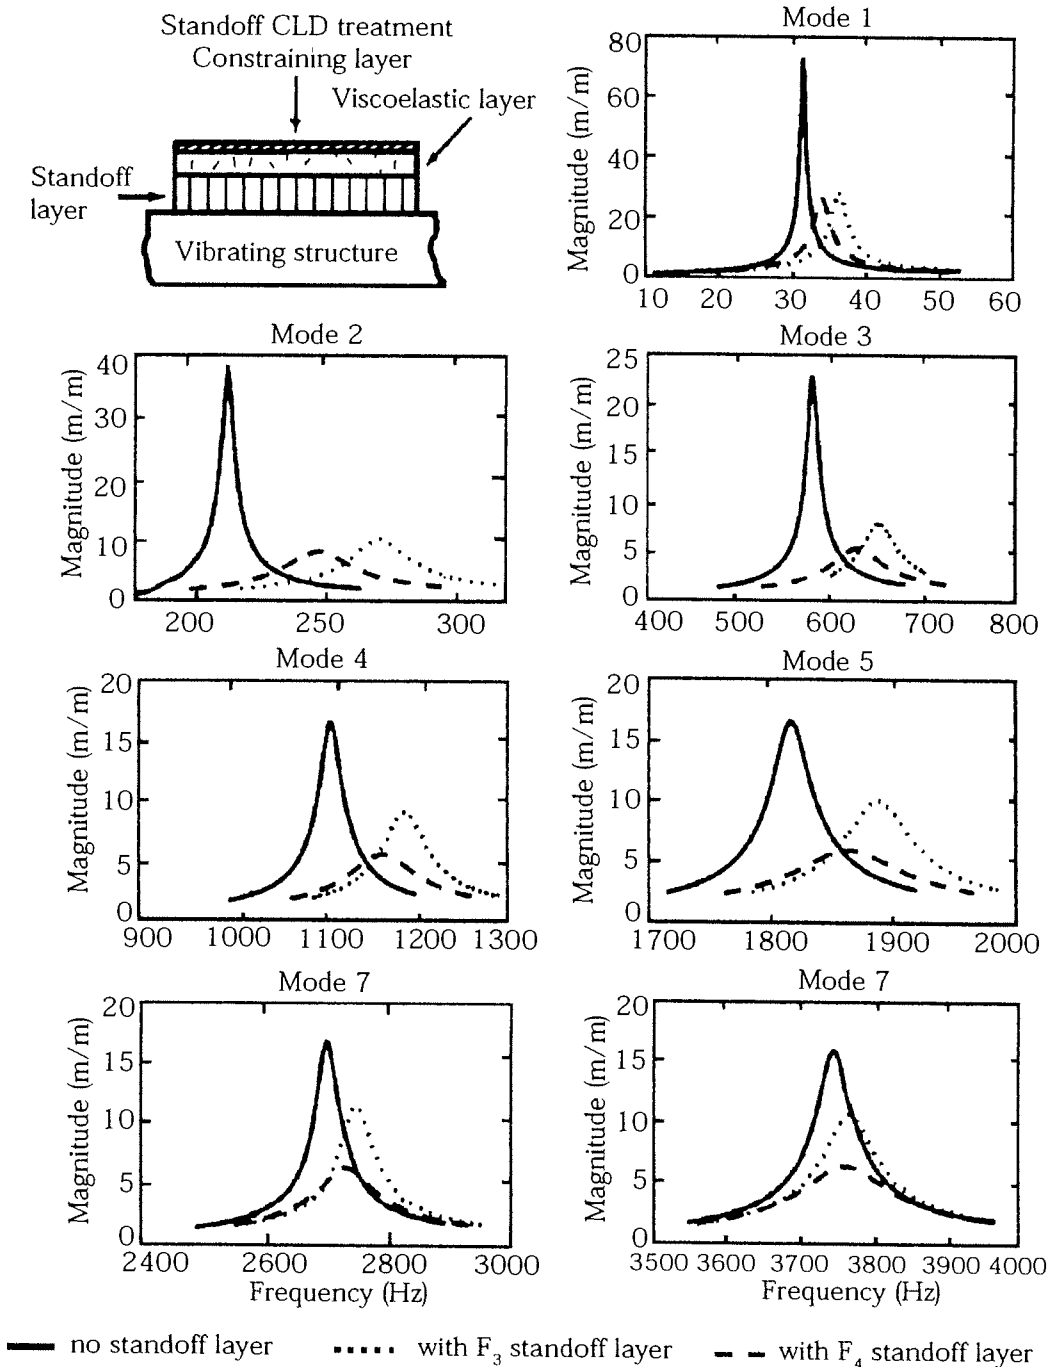 Standoff CLD treatment
Constraining layer
Viscoelastic layer
Standoff
layer
Vibrating structure
Mode 1
Magnitude (m/m)
80
60
40
20
0
10 20 30 40 50 60
Mode 2
Magnitude (m/m)
40
30
20
10
0
200 250 300
Mode 3
Magnitude (m/m)
25
20
15
10
5
0
400 500 600 700 800
Mode 4
Magnitude (m/m)
20
15
10
5
0
900 1000 1100 1200 1300
Mode 5
Magnitude (m/m)
20
15
10
5
0
1700 1800 1900 2000
Mode 7
Magnitude (m/m)
20
15
10
5
0
2400 2600 2800 3000
Frequency (Hz)
Mode 7
Magnitude (m/m)
20
15
10
5
0
3500 3600 3700 3800 3900 4000
Frequency (Hz)
no standoff layer with F₃ standoff layer with F₄ standoff layer